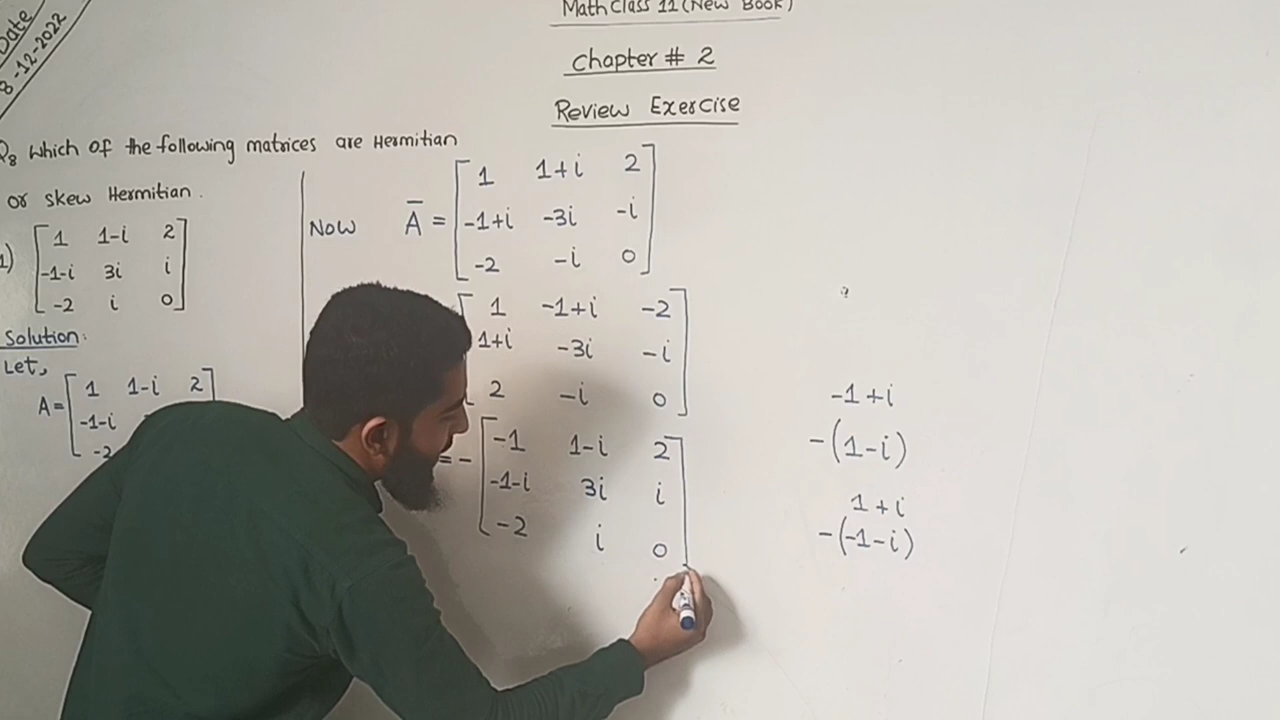 Date
8-12-2022
Math Class 11 (New Book)
Chapter # 2
Review Exercise
Q8 Which of the following matrices are Hermitian
or skew Hermitian.
1) [1 1-i 2
-1-i 3i i
-2 i 0]
Solution:
Let,
A = [1 1-i 2]
-1-i
-2
Now Ā = [1 1+i 2
-1+i -3i -i
-2 -i 0]
[1 -1+i -2
1+i -3i -i
2 -i 0]
= - [-1 1-i 2
-1-i 3i i
-2 i 0]
-1+i
-(1-i)
1+i
-(-1-i)